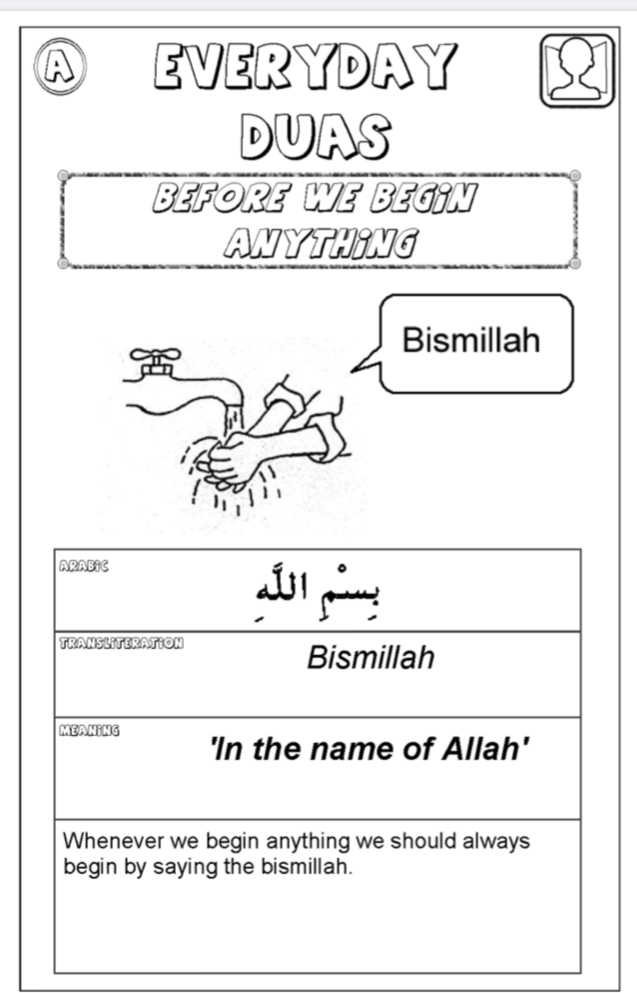 A
EVERYDAY
DUAS
BEFORE WE BEGiN
ANYTHiNG
Bismillah
ARABiC
بِسْمِ اللَّهِ
TRANSLiTERATiON
Bismillah
MEANiNG
'In the name of Allah'
Whenever we begin anything we should always
begin by saying the bismillah.